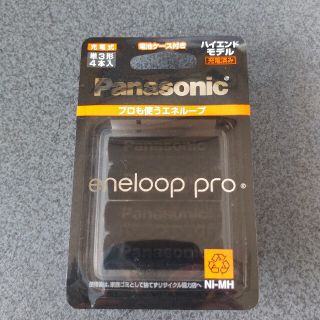 充電式
単3形
4本入
電池ケース付き
ハイエンド
モデル
充電済み
Panasonic
プロも使うエネループ
eneloop pro®
Ni-MH